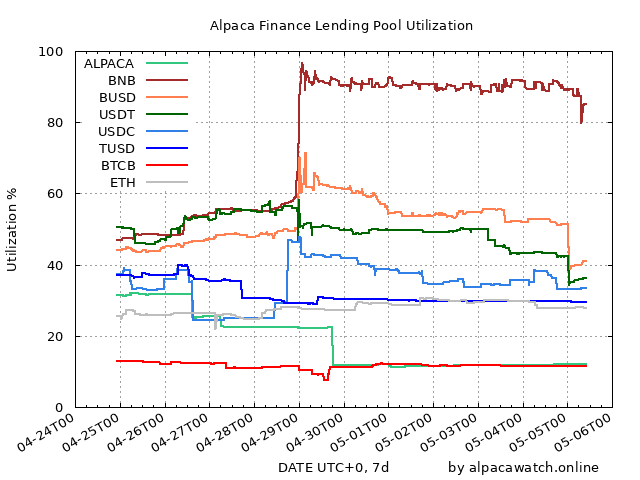 Alpaca Finance Lending Pool Utilization
Utilization %
100
80
60
40
20
0
ALPACA
BNB
BUSD
USDT
USDC
TUSD
BTCB
ETH
04-24T00
04-25T00
04-26T00
04-27T00
04-28T00
04-29T00
04-30T00
05-01T00
05-02T00
05-03T00
05-04T00
05-05T00
05-06T00
DATE UTC+0, 7d
by alpacawatch.online